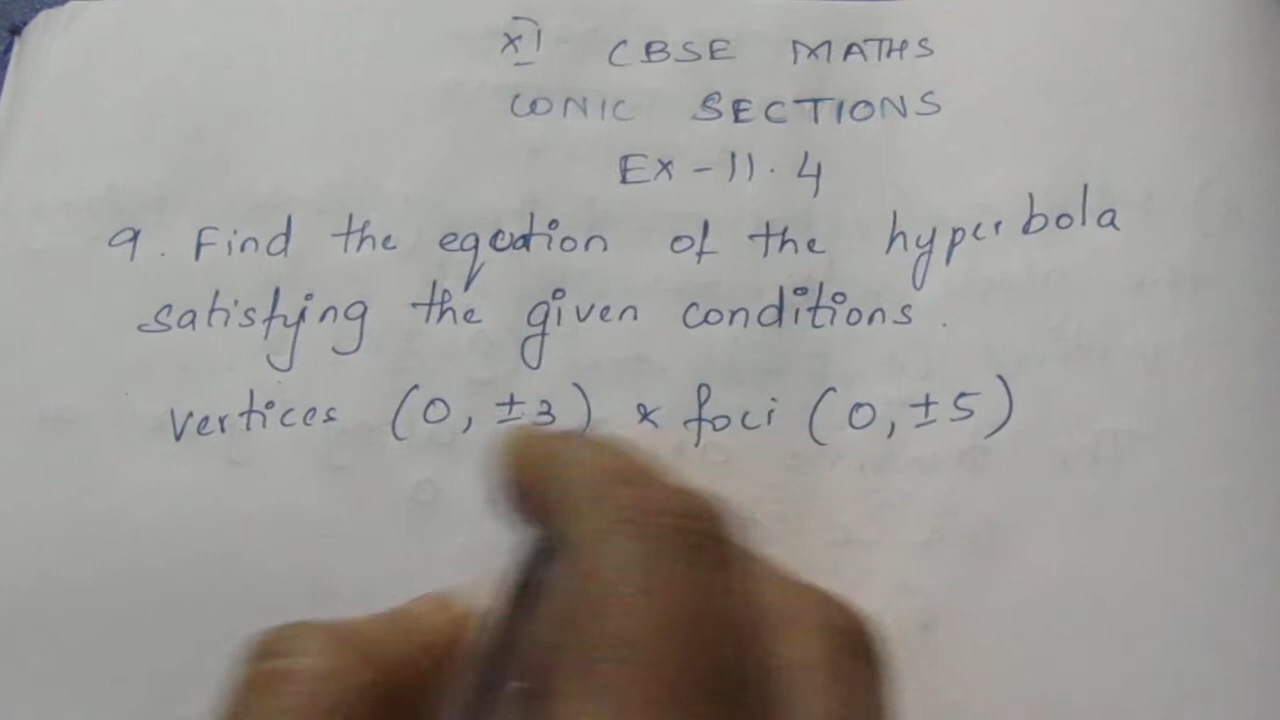 XI CBSE MATHS
CONIC SECTIONS
Ex - 11.4
9. Find the eqation of the hyperbola
satisfying the given conditions.
vertices (0, ±3) & foci (0, ±5)